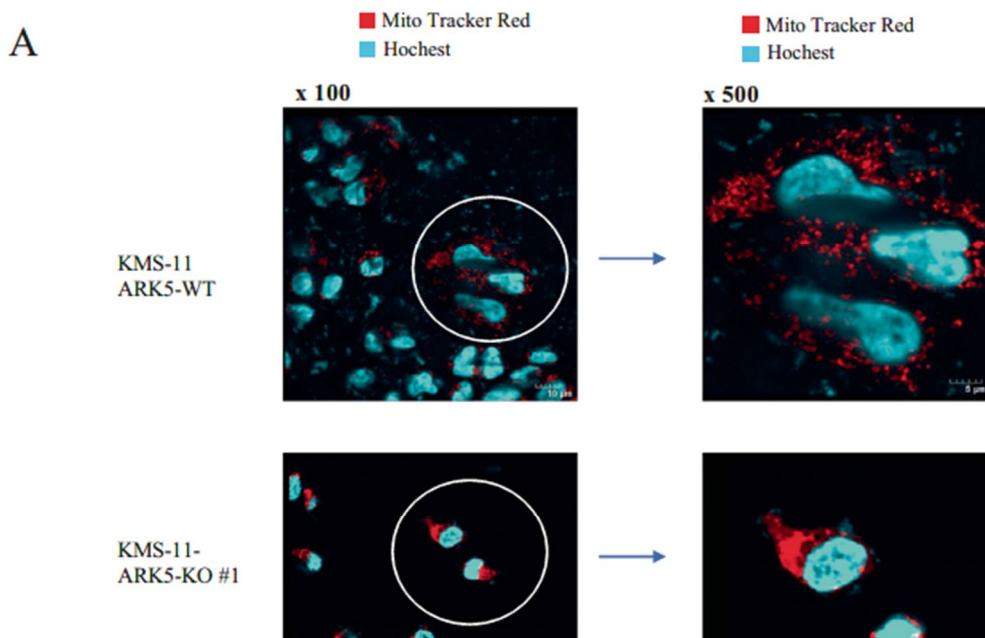 A
Mito Tracker Red
Hochest
Mito Tracker Red
Hochest
x 100
x 500
KMS-11
ARK5-WT
10 µm
5 µm
KMS-11-
ARK5-KO #1